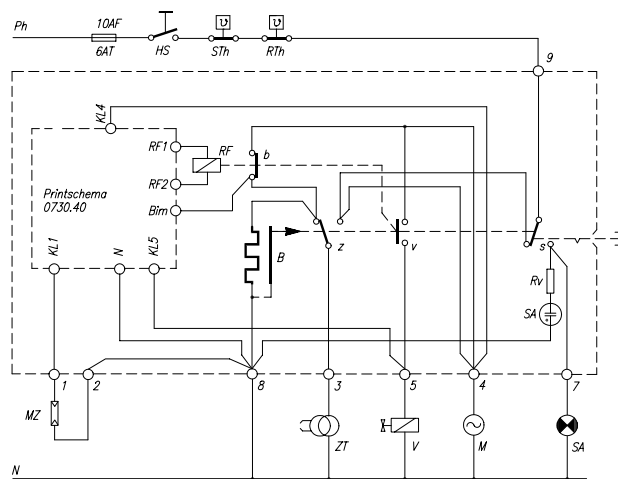 Ph
10AF
6AT
HS
STh
RTh
9
KL4
RF1
RF
b
RF2
Printschema
0730.40
Bim
KL1
N
KL5
B
z
v
s
Rv
SA
1
2
8
3
5
4
7
MZ
ZT
V
M
SA
N